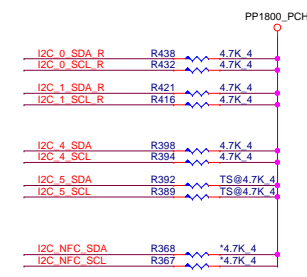 PP1800_PCH
I2C_0_SDA_R R438 4.7K_4
I2C_0_SCL_R R432 4.7K_4
I2C_1_SDA_R R421 4.7K_4
I2C_1_SCL_R R416 4.7K_4
I2C_4_SDA R398 4.7K_4
I2C_4_SCL R394 4.7K_4
I2C_5_SDA R392 TS@4.7K_4
I2C_5_SCL R389 TS@4.7K_4
I2C_NFC_SDA R368 *4.7K_4
I2C_NFC_SCL R367 *4.7K_4